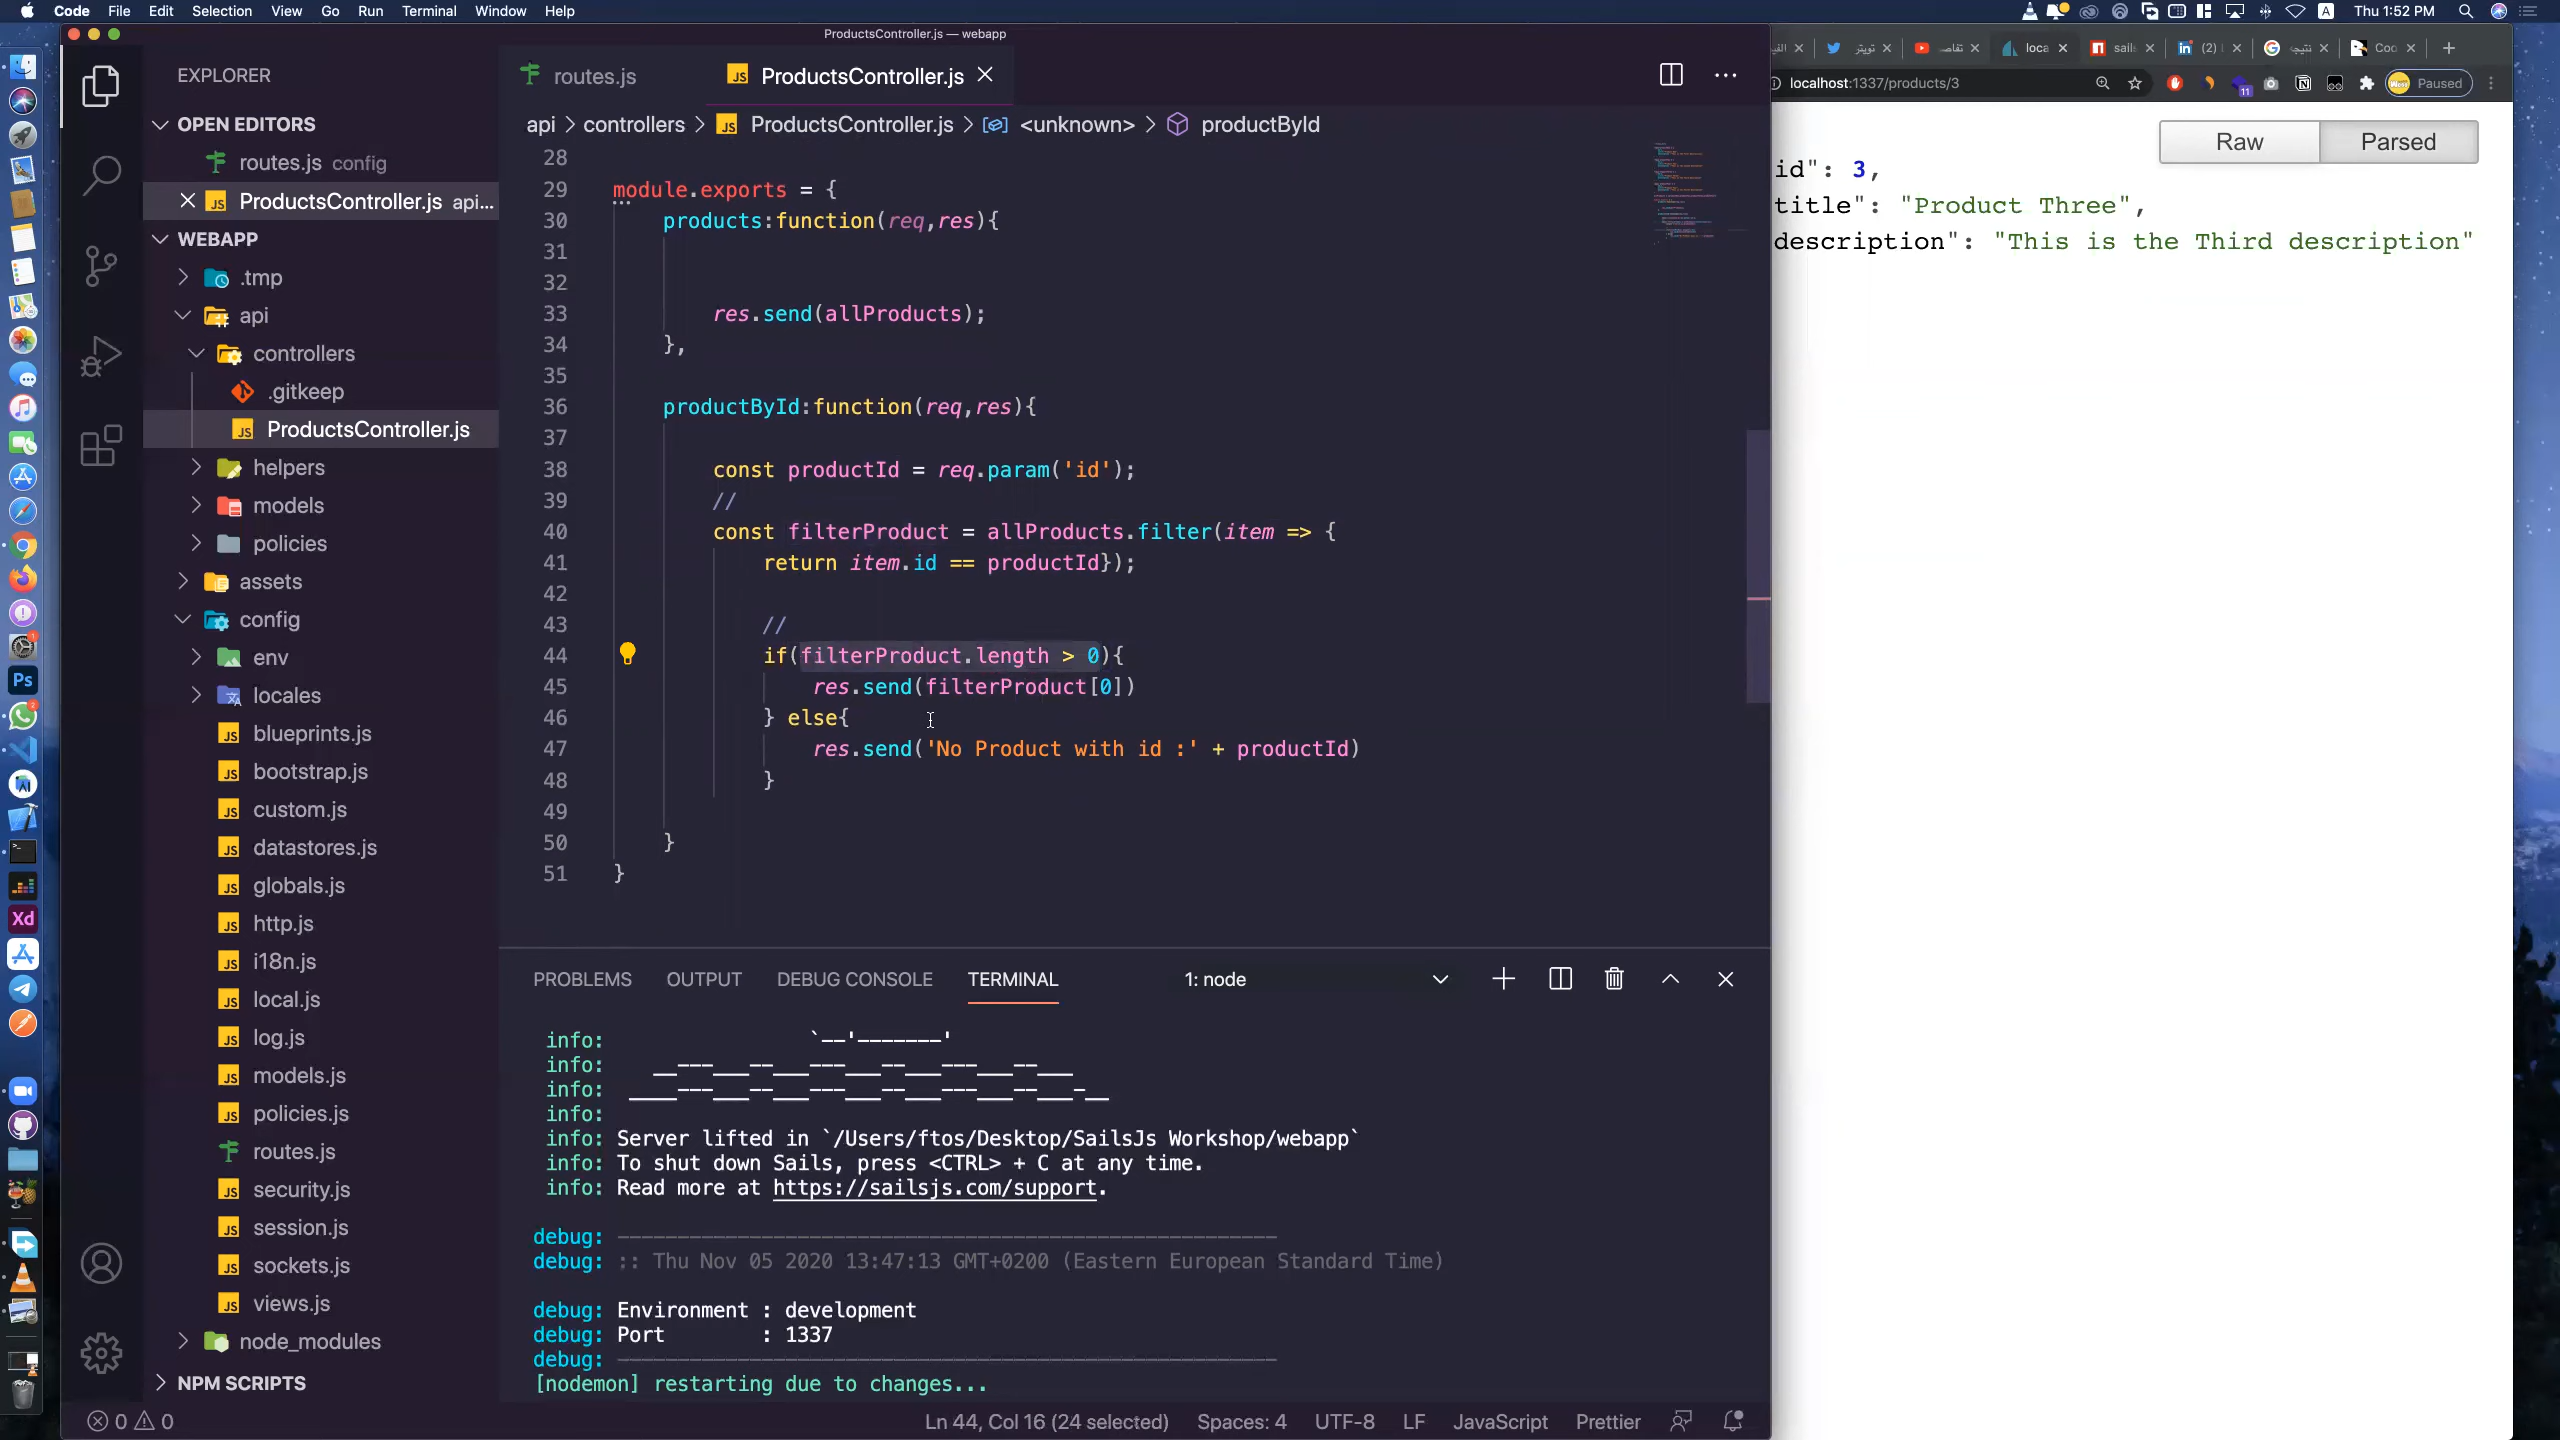 Code File Edit Selection View Go Run Terminal Window Help
Thu 1:52 PM
ProductsController.js — webapp
EXPLORER
OPEN EDITORS
routes.js config
ProductsController.js api...
WEBAPP
.tmp
api
controllers
.gitkeep
ProductsController.js
helpers
models
policies
assets
config
env
locales
blueprints.js
bootstrap.js
custom.js
datastores.js
globals.js
http.js
i18n.js
local.js
log.js
models.js
policies.js
routes.js
security.js
session.js
sockets.js
views.js
node_modules
NPM SCRIPTS
routes.js
ProductsController.js
api > controllers > ProductsController.js > <unknown> > productById
28
29 module.exports = {
30 products:function(req,res){
31
32
33 res.send(allProducts);
34 },
35
36 productById:function(req,res){
37
38 const productId = req.param('id');
39 //
40 const filterProduct = allProducts.filter(item => {
41 return item.id == productId});
42
43 //
44 if(filterProduct.length > 0){
45 res.send(filterProduct[0])
46 } else{
47 res.send('No Product with id :' + productId)
48 }
49
50 }
51 }
PROBLEMS OUTPUT DEBUG CONSOLE TERMINAL 1: node
info: `--'-------'
info: __---___--___---___--___---___--___
info: ____---___--___---___--___---___--___-__
info:
info: Server lifted in `/Users/ftos/Desktop/SailsJs Workshop/webapp`
info: To shut down Sails, press <CTRL> + C at any time.
info: Read more at https://sailsjs.com/support.
debug: -------------------------------------------------------
debug: :: Thu Nov 05 2020 13:47:13 GMT+0200 (Eastern European Standard Time)
debug: Environment : development
debug: Port : 1337
debug: -------------------------------------------------------
[nodemon] restarting due to changes...
0 0 Ln 44, Col 16 (24 selected) Spaces: 4 UTF-8 LF JavaScript Prettier
تويتر تفاصـ loca sails (2) نتيجة Coo
localhost:1337/products/3
11
Paused
Raw Parsed
id": 3,
title": "Product Three",
description": "This is the Third description"
Ps
Xd